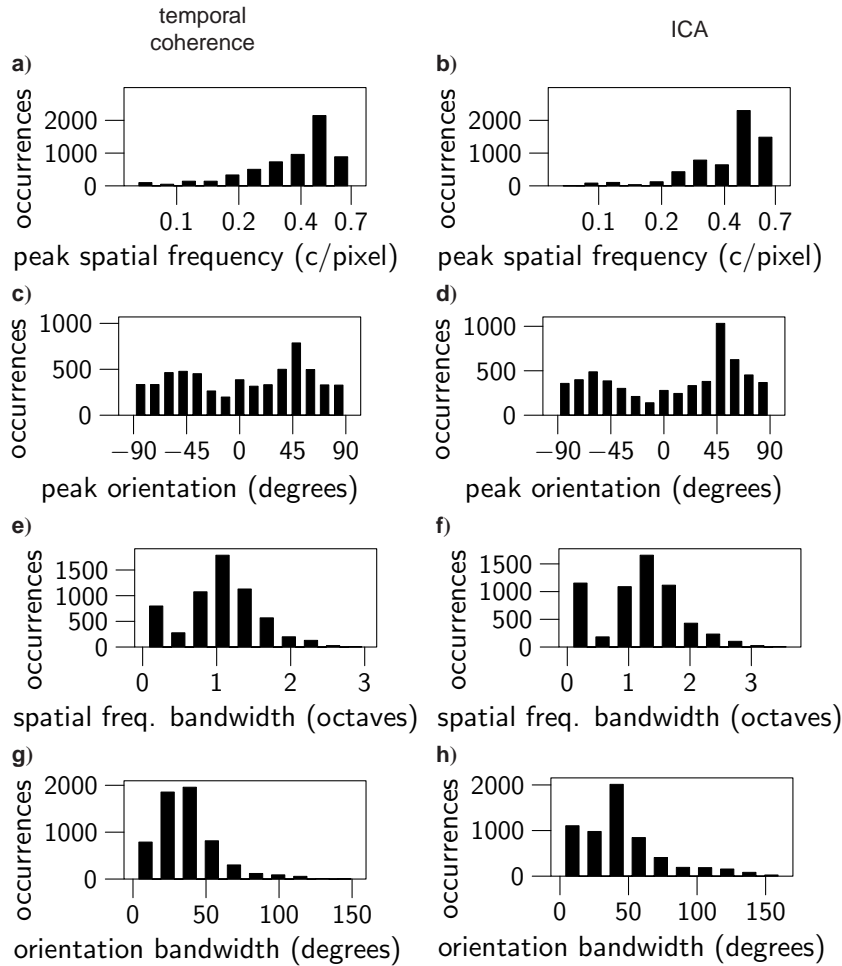 temporal
coherence
ICA
a)
occurrences
2000
1000
0
0.1 0.2 0.4 0.7
peak spatial frequency (c/pixel)
b)
occurrences
2000
1000
0
0.1 0.2 0.4 0.7
peak spatial frequency (c/pixel)
c)
occurrences
1000
500
0
−90 −45 0 45 90
peak orientation (degrees)
d)
occurrences
1000
500
0
−90 −45 0 45 90
peak orientation (degrees)
e)
occurrences
1500
1000
500
0
0 1 2 3
spatial freq. bandwidth (octaves)
f)
occurrences
1500
1000
500
0
0 1 2 3
spatial freq. bandwidth (octaves)
g)
occurrences
2000
1000
0
0 50 100 150
orientation bandwidth (degrees)
h)
occurrences
2000
1000
0
0 50 100 150
orientation bandwidth (degrees)